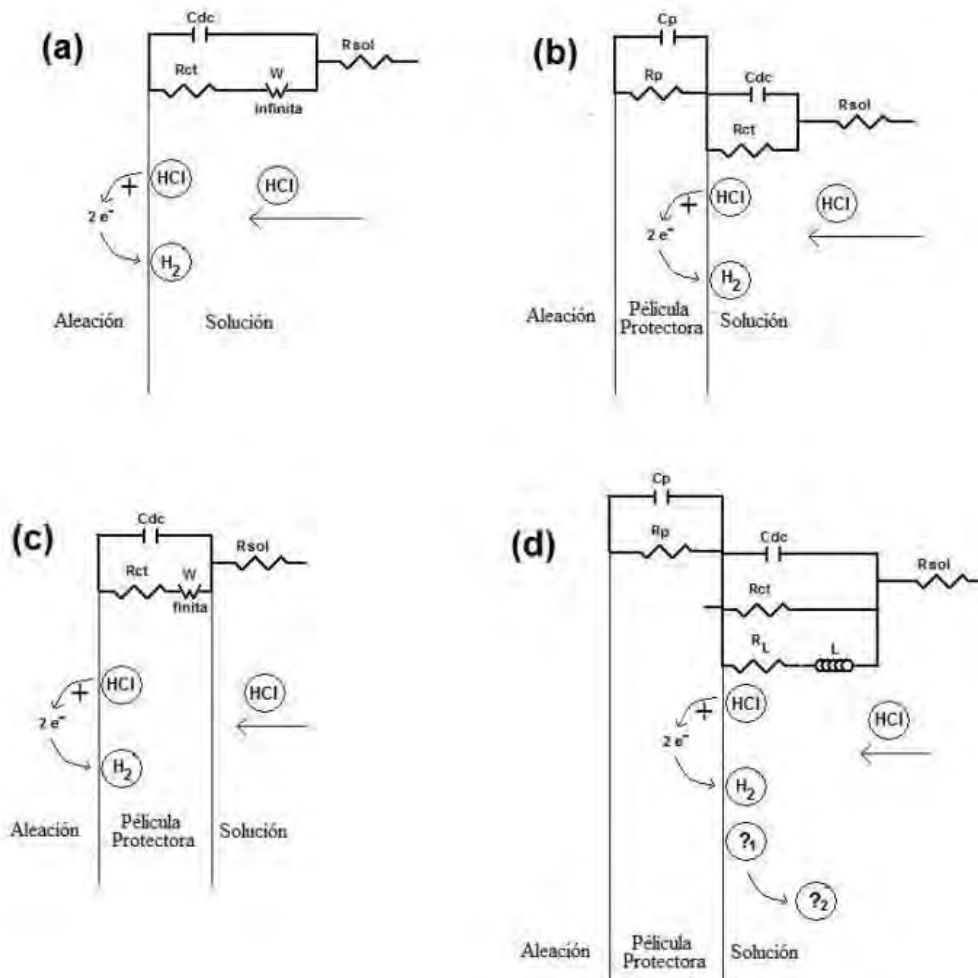 (a)
Cdc
Rct
W
infinita
Rsol
HCl
+
2 e⁻
HCl
H₂
Aleación
Solución
(b)
Cp
Rp
Cdc
Rct
Rsol
HCl
+
2 e⁻
HCl
H₂
Aleación
Película
Protectora
Solución
(c)
Cdc
Rct
W
finita
Rsol
HCl
+
2 e⁻
HCl
H₂
Aleación
Pélicula
Protectora
Solución
(d)
Cp
Rp
Cdc
Rct
R_L
L
Rsol
HCl
+
2 e⁻
HCl
H₂
?₁
?₂
Aleación
Pélicula
Protectora
Solución